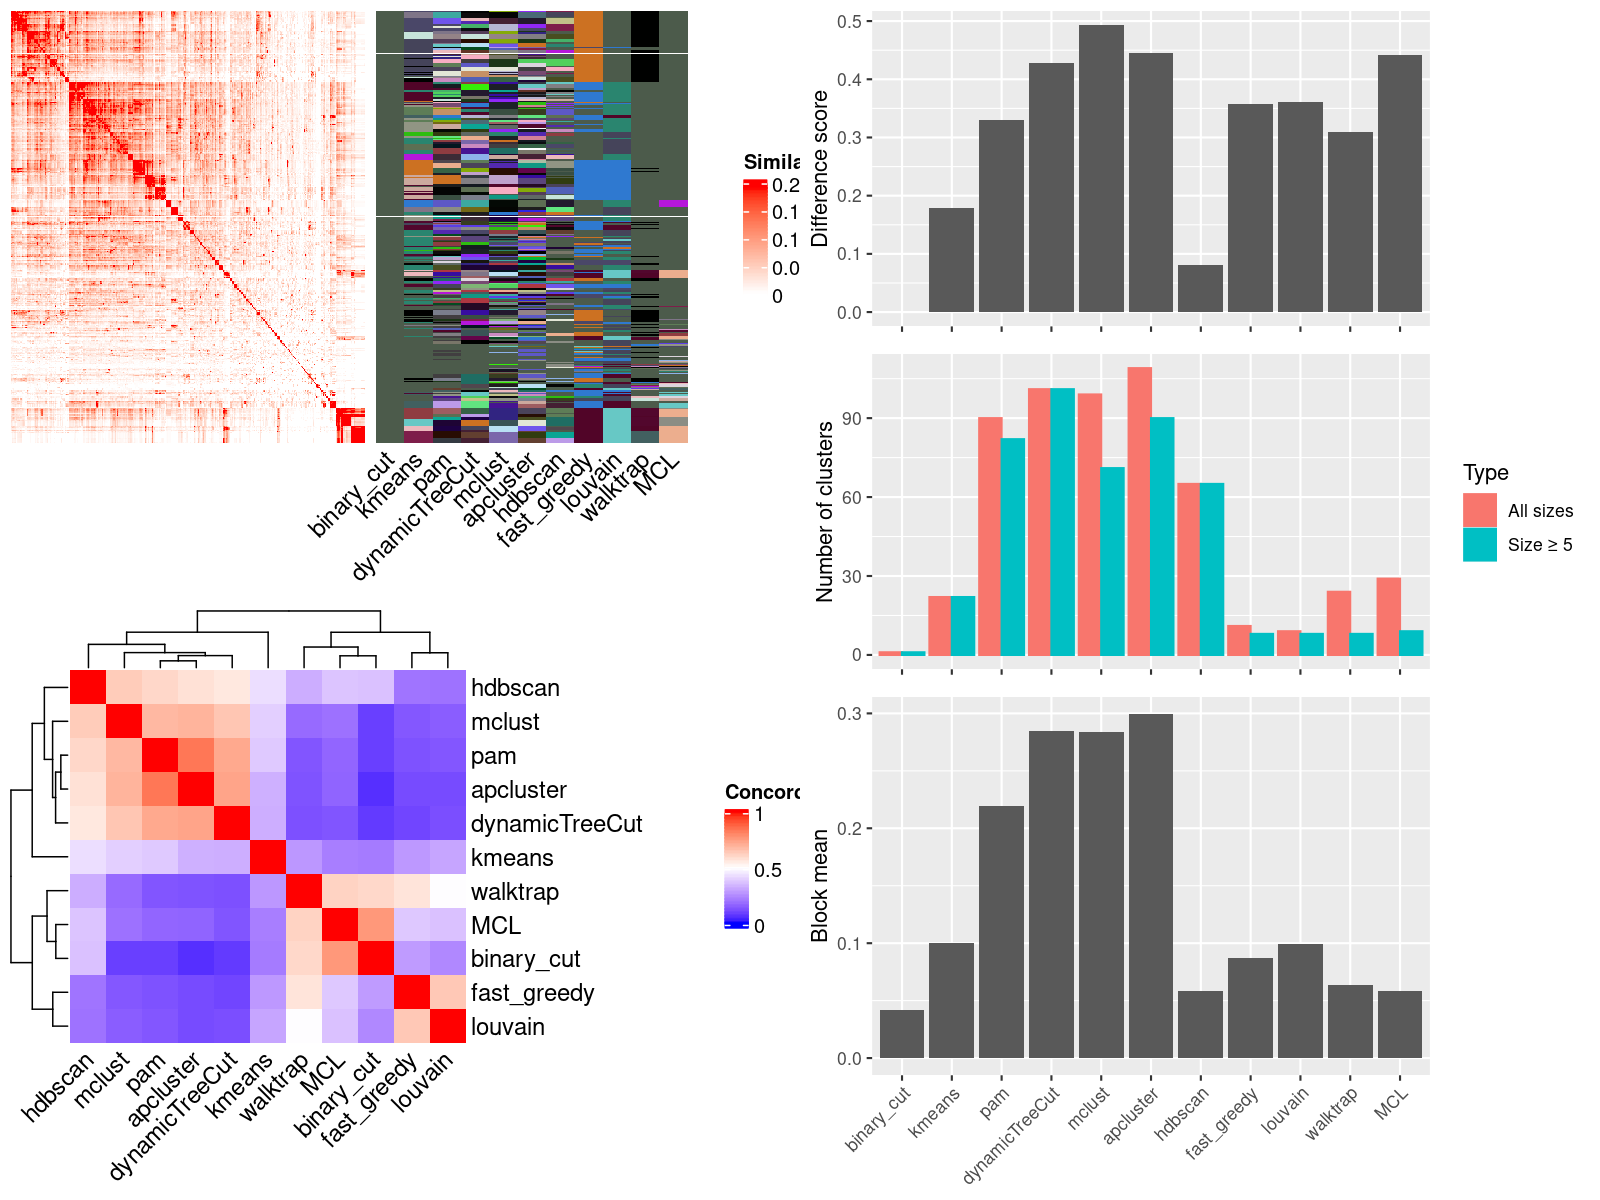 Simila
0.2
0.1
0.1
0.0
0
binary_cut
kmeans
pam
dynamicTreeCut
mclust
apcluster
hdbscan
fast_greedy
louvain
walktrap
MCL
hdbscan
mclust
pam
apcluster
dynamicTreeCut
kmeans
walktrap
MCL
binary_cut
fast_greedy
louvain
hdbscan
mclust
pam
apcluster
dynamicTreeCut
kmeans
walktrap
MCL
binary_cut
fast_greedy
louvain
Concorc
1
0.5
0
Difference score
0.5
0.4
0.3
0.2
0.1
0.0
Number of clusters
90
60
30
0
Type
All sizes
Size ≥ 5
Block mean
0.3
0.2
0.1
0.0
binary_cut
kmeans
pam
dynamicTreeCut
mclust
apcluster
hdbscan
fast_greedy
louvain
walktrap
MCL